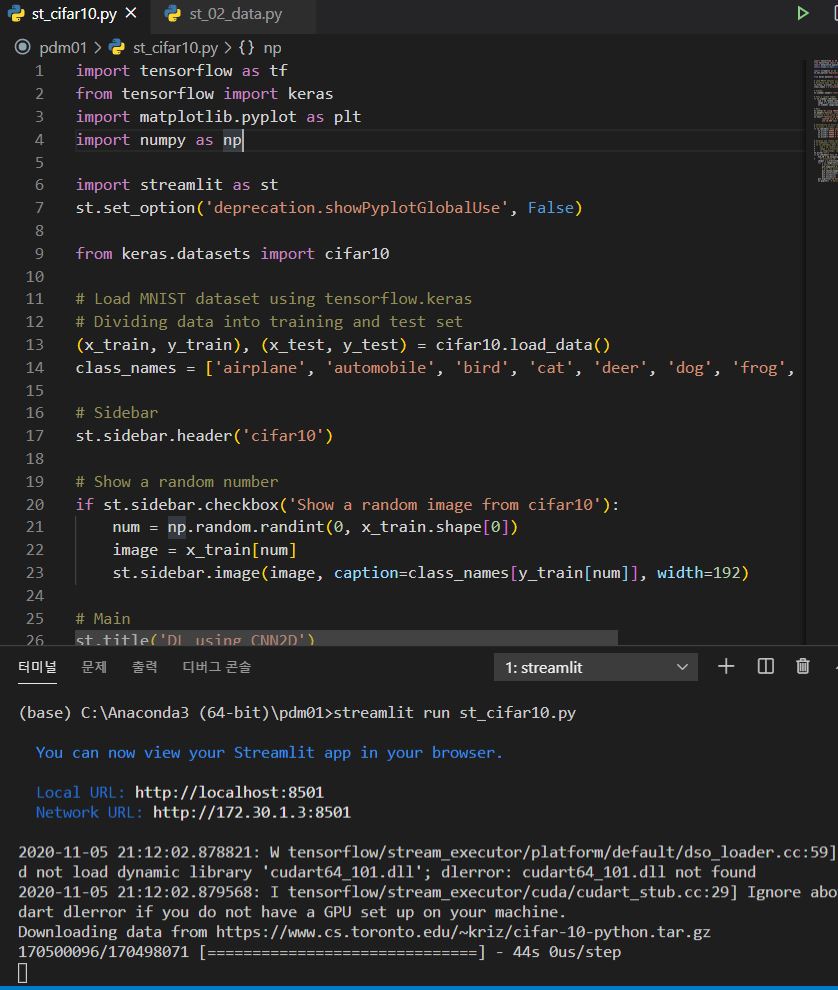 st_cifar10.py
st_02_data.py
pdm01 > st_cifar10.py > {} np
1 import tensorflow as tf
2 from tensorflow import keras
3 import matplotlib.pyplot as plt
4 import numpy as np
5
6 import streamlit as st
7 st.set_option('deprecation.showPyplotGlobalUse', False)
8
9 from keras.datasets import cifar10
10
11 # Load MNIST dataset using tensorflow.keras
12 # Dividing data into training and test set
13 (x_train, y_train), (x_test, y_test) = cifar10.load_data()
14 class_names = ['airplane', 'automobile', 'bird', 'cat', 'deer', 'dog', 'frog',
15
16 # Sidebar
17 st.sidebar.header('cifar10')
18
19 # Show a random number
20 if st.sidebar.checkbox('Show a random image from cifar10'):
21     num = np.random.randint(0, x_train.shape[0])
22     image = x_train[num]
23     st.sidebar.image(image, caption=class_names[y_train[num]], width=192)
24
25 # Main
26 st.title('DL using CNN2D')
터미널 문제 출력 디버그 콘솔 1: streamlit
(base) C:\Anaconda3 (64-bit)\pdm01>streamlit run st_cifar10.py
You can now view your Streamlit app in your browser.
Local URL: http://localhost:8501
Network URL: http://172.30.1.3:8501
2020-11-05 21:12:02.878821: W tensorflow/stream_executor/platform/default/dso_loader.cc:59]
d not load dynamic library 'cudart64_101.dll'; dlerror: cudart64_101.dll not found
2020-11-05 21:12:02.879568: I tensorflow/stream_executor/cuda/cudart_stub.cc:29] Ignore abo
dart dlerror if you do not have a GPU set up on your machine.
Downloading data from https://www.cs.toronto.edu/~kriz/cifar-10-python.tar.gz
170500096/170498071 [==============================] - 44s 0us/step